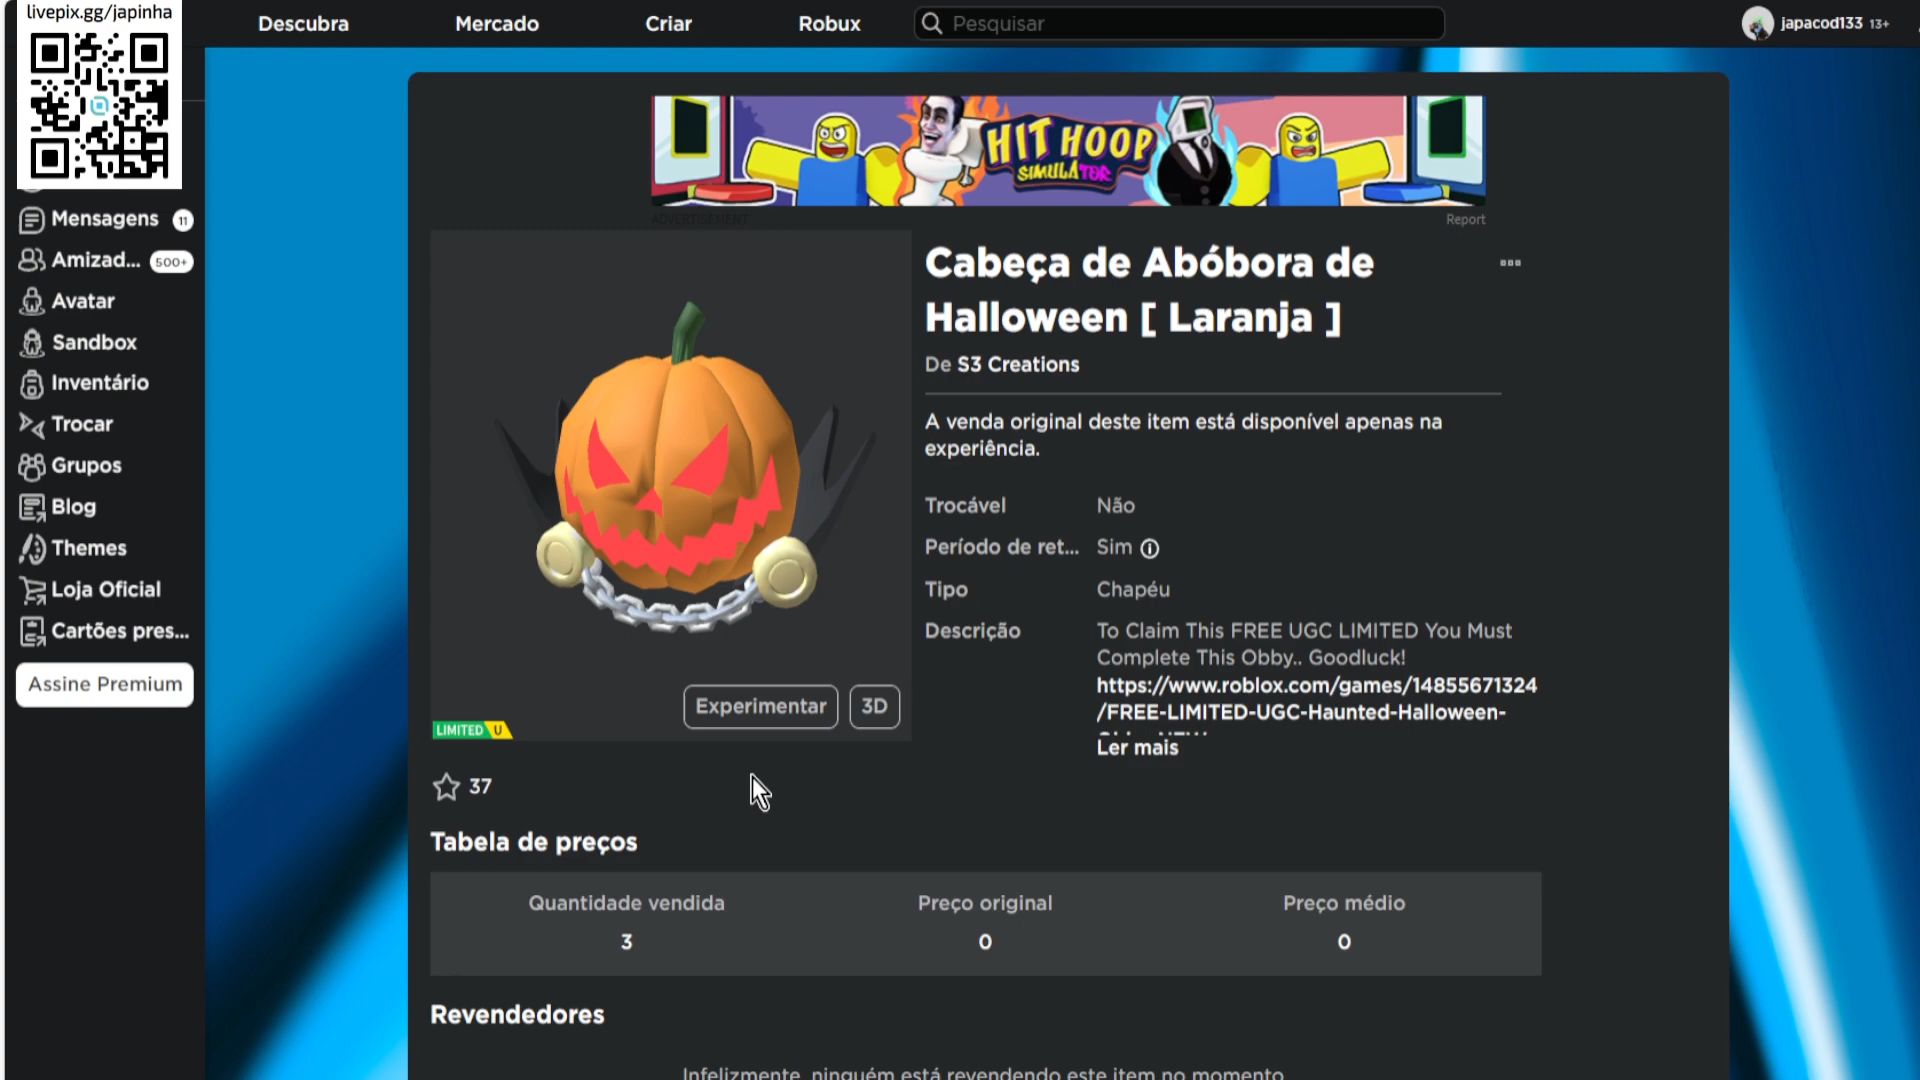 livepix.gg/japinha
Descubra
Mercado
Criar
Robux
Pesquisar
japacod133 13+
HIT HOOP
SIMULATOR
ADVERTISEMENT
Report
Mensagens 11
Amizad... 500+
Avatar
Sandbox
Inventário
Trocar
Grupos
Blog
Themes
Loja Oficial
Cartões pres...
Assine Premium
Cabeça de Abóbora de
Halloween [ Laranja ]
De S3 Creations
A venda original deste item está disponível apenas na
experiência.
Trocável Não
Período de ret... Sim
Tipo Chapéu
Descrição To Claim This FREE UGC LIMITED You Must
Complete This Obby.. Goodluck!
https://www.roblox.com/games/14855671324
/FREE-LIMITED-UGC-Haunted-Halloween-
Ler mais
Experimentar
3D
LIMITED U
37
Tabela de preços
Quantidade vendida
3
Preço original
0
Preço médio
0
Revendedores
Infelizmente, ninguém está revendendo este item no momento